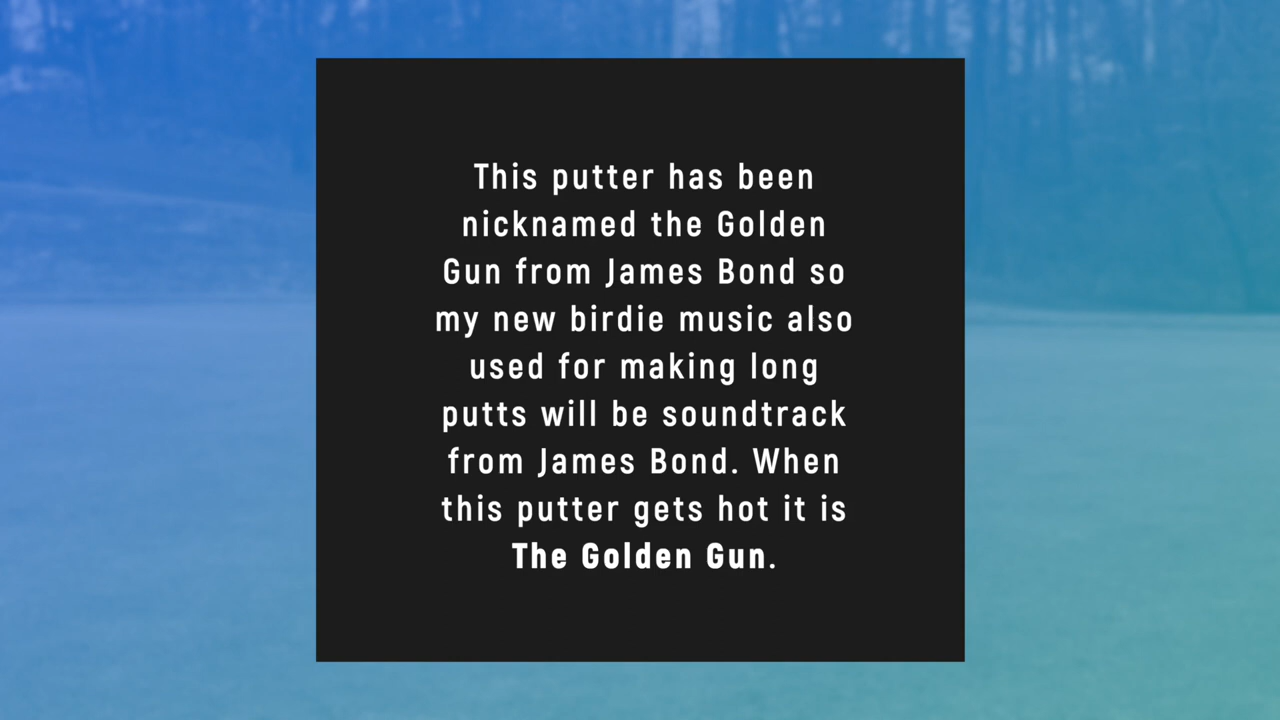 This putter has been
nicknamed the Golden
Gun from James Bond so
my new birdie music also
used for making long
putts will be soundtrack
from James Bond. When
this putter gets hot it is
The Golden Gun.